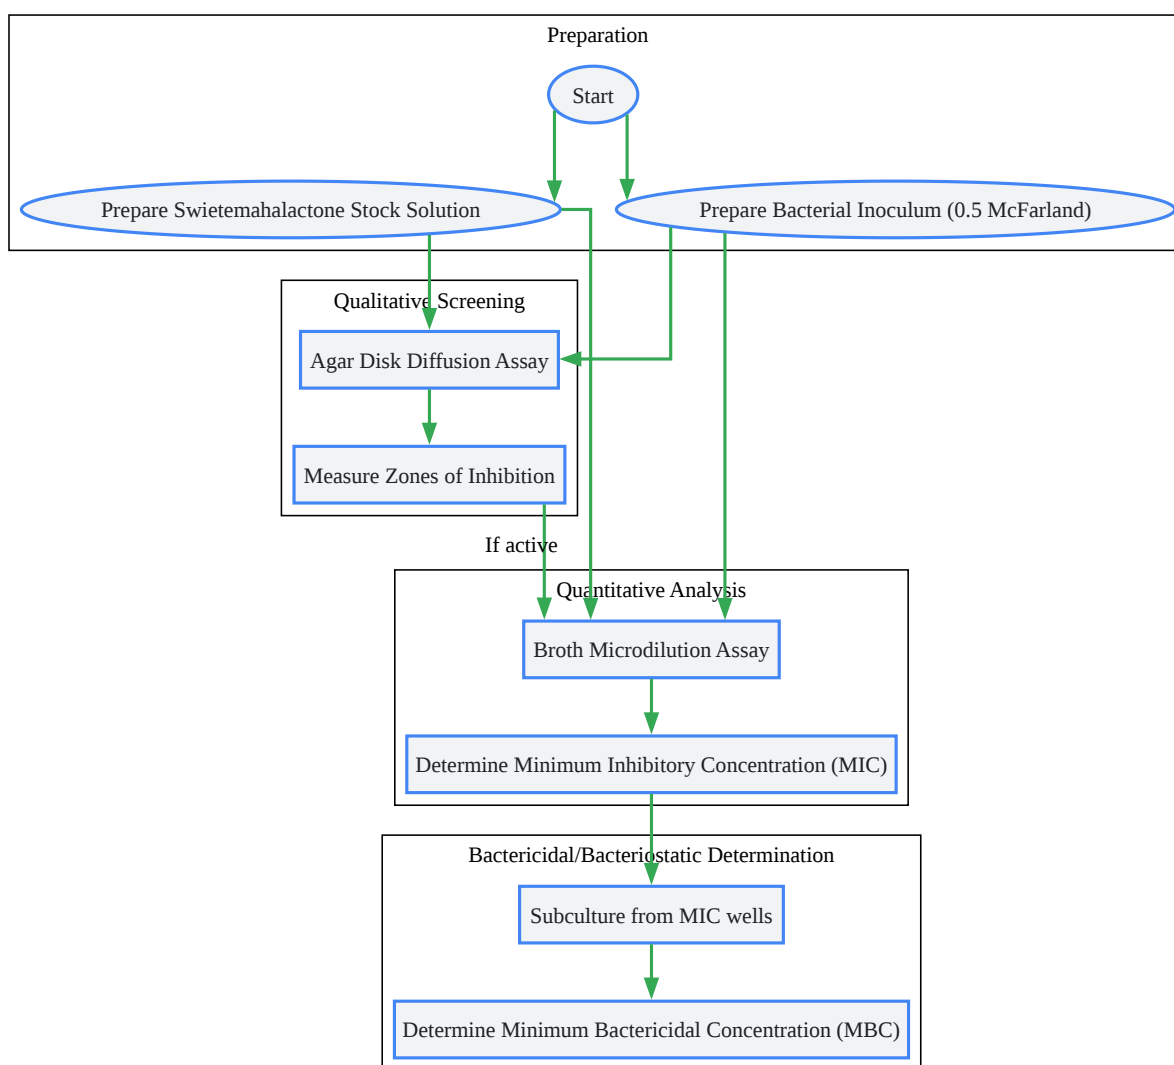 Preparation
Start
Prepare Swietemahalactone Stock Solution
Prepare Bacterial Inoculum (0.5 McFarland)
Qualitative Screening
Agar Disk Diffusion Assay
Measure Zones of Inhibition
If active
Quantitative Analysis
Broth Microdilution Assay
Determine Minimum Inhibitory Concentration (MIC)
Bactericidal/Bacteriostatic Determination
Subculture from MIC wells
Determine Minimum Bactericidal Concentration (MBC)